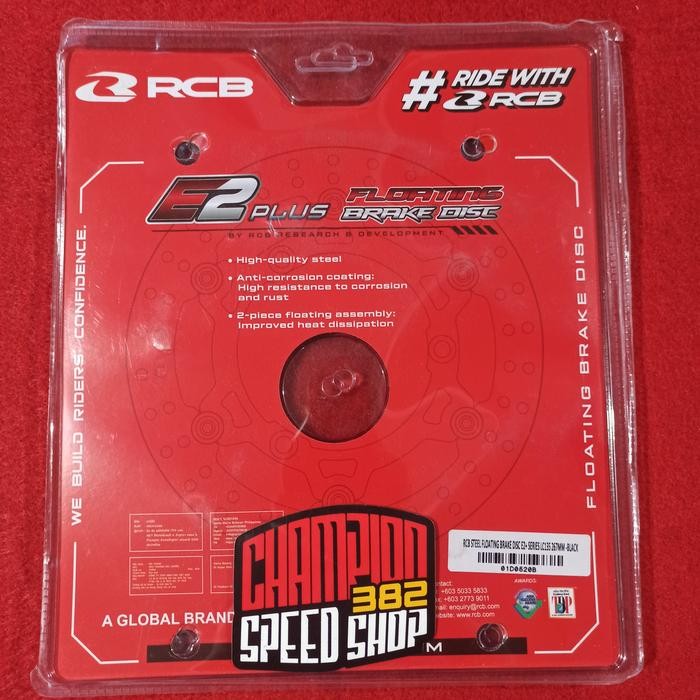 RCB
# RIDE WITH
RCB
E2 PLUS FLOATING
BRAKE DISC
BY RCB RESEARCH & DEVELOPMENT
• High-quality steel
• Anti-corrosion coating:
High resistance to corrosion
and rust
• 2-piece floating assembly:
Improved heat dissipation
WE BUILD RIDERS' CONFIDENCE.
FLOATING BRAKE DISC
RCB STEEL FLOATING BRAKE DISC E2+ SERIES LC135 267MM -BLACK
AWARDS:
+603 5033 5833
+603 2773 9011
enquiry@rcb.com
www.rcb.com
A GLOBAL BRAND
CHAMPION
382
SPEED SHOP
M